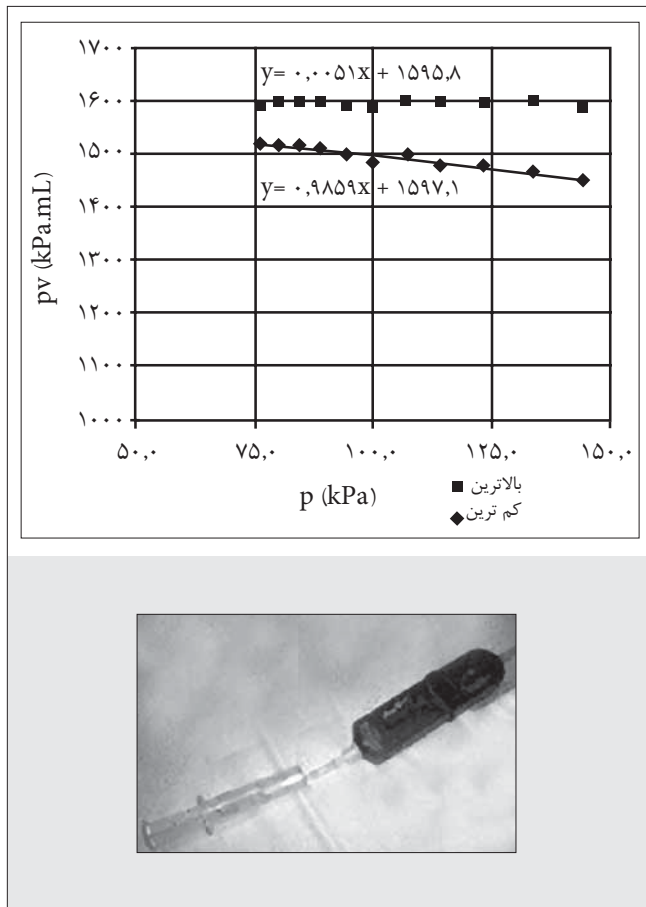 pv (kPa.mL)
۱۷۰۰
۱۶۰۰
۱۵۰۰
۱۴۰۰
۱۳۰۰
۱۲۰۰
۱۱۰۰
۱۰۰۰
y= ۰,۰۰۵۱x + ۱۵۹۵,۸
y= ۰,۹۸۵۹x + ۱۵۹۷,۱
۵۰,۰ ۷۵,۰ ۱۰۰,۰ ۱۲۵,۰ ۱۵۰,۰
p (kPa)
بالاترین
کم ترین